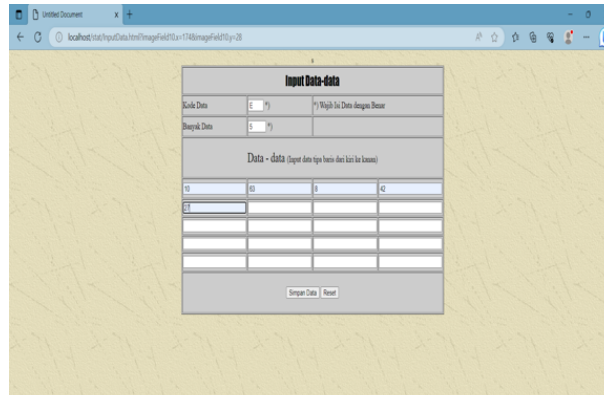 Untitled Document
localhost/stat/InputData.html?imageField10.x=174&imageField10.y=28
Input Data-data
Kode Data E *) *) Wajib Isi Data dengan Benar
Banyak Data 5 *)
Data - data (Input data tipe baris dari kiri ke kanan)
10 63 8 42
27
Simpan Data Reset